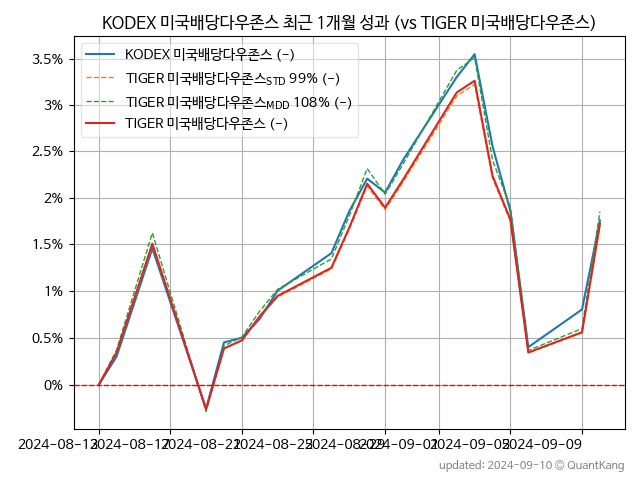 KODEX 미국배당다우존스 최근 1개월 성과 (vs TIGER 미국배당다우존스)
KODEX 미국배당다우존스 (-)
TIGER 미국배당다우존스STD 99% (-)
TIGER 미국배당다우존스MDD 108% (-)
TIGER 미국배당다우존스 (-)
3.5%
3%
2.5%
2%
1.5%
1%
0.5%
0%
2024-08-13 2024-08-17 2024-08-21 2024-08-25 2024-08-29 2024-09-01 2024-09-05 2024-09-09
updated: 2024-09-10 © QuantKang